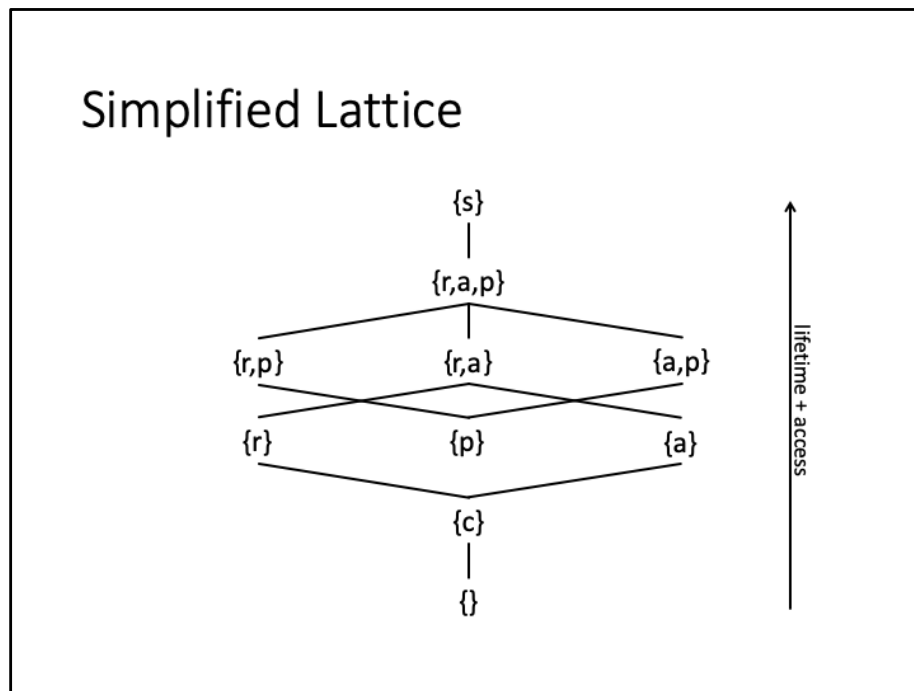 Simplified Lattice
{s}
{r,a,p}
{r,p} {r,a} {a,p}
{r} {p} {a}
{c}
{}
lifetime + access